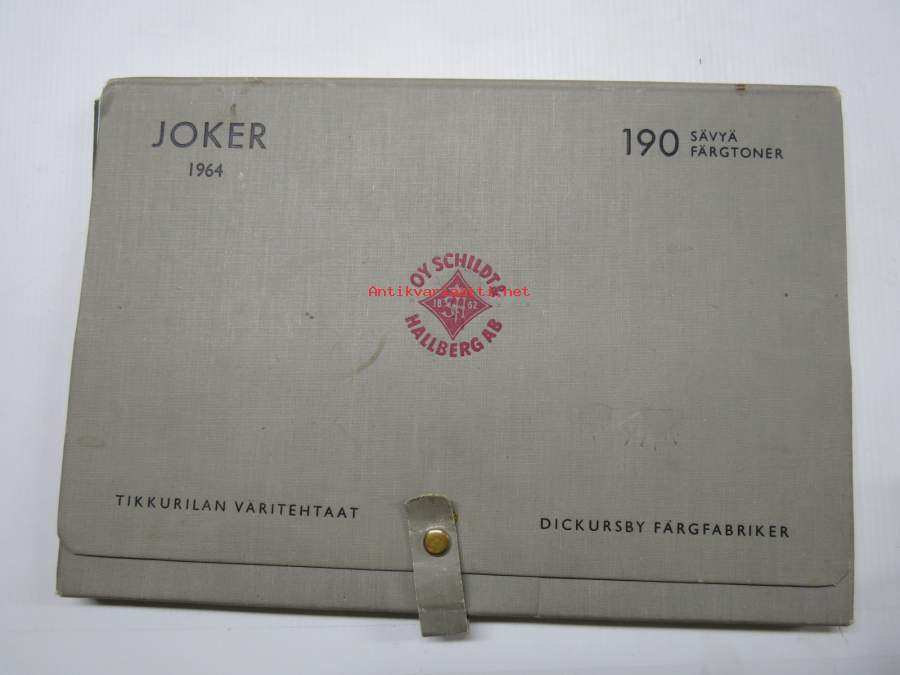 JOKER
1964
190 SÄVYÄ
FÄRGTONER
OY SCHILDT &
18 62
HALLBERG AB
Antikvariaatti.net
TIKKURILAN VÄRITEHTAAT
DICKURSBY FÄRGFABRIKER